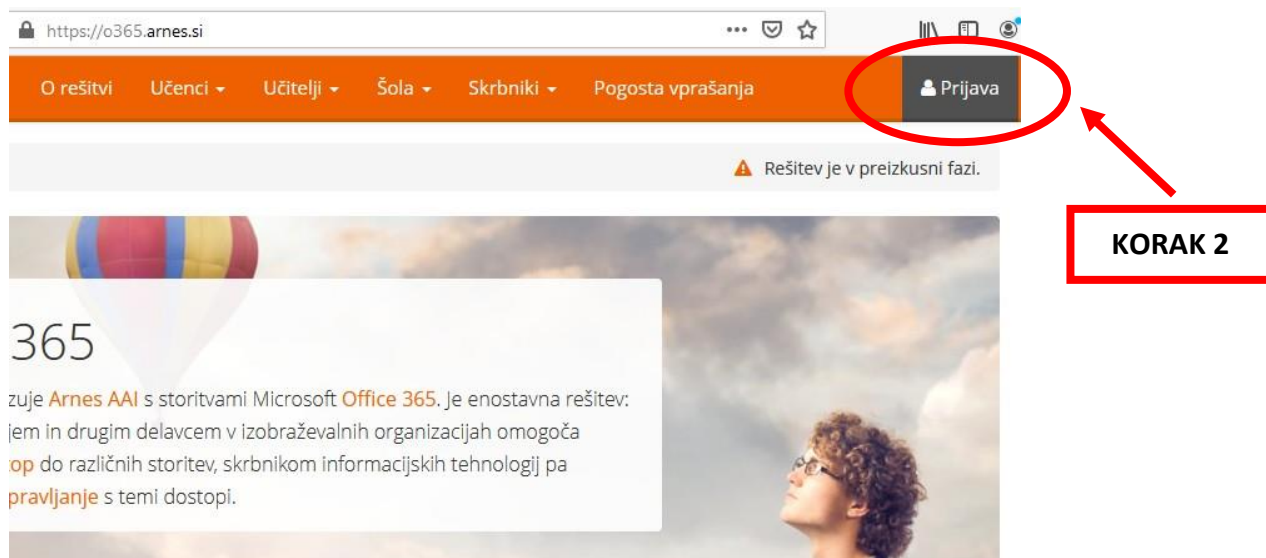 https://o365.arnes.si
O rešitvi Učenci Učitelji Šola Skrbniki Pogosta vprašanja Prijava
Rešitev je v preizkusni fazi.
KORAK 2
365
zuje Arnes AAI s storitvami Microsoft Office 365. Je enostavna rešitev:
jem in drugim delavcem v izobraževalnih organizacijah omogoča
top do različnih storitev, skrbnikom informacijskih tehnologij pa
pravljanje s temi dostopi.